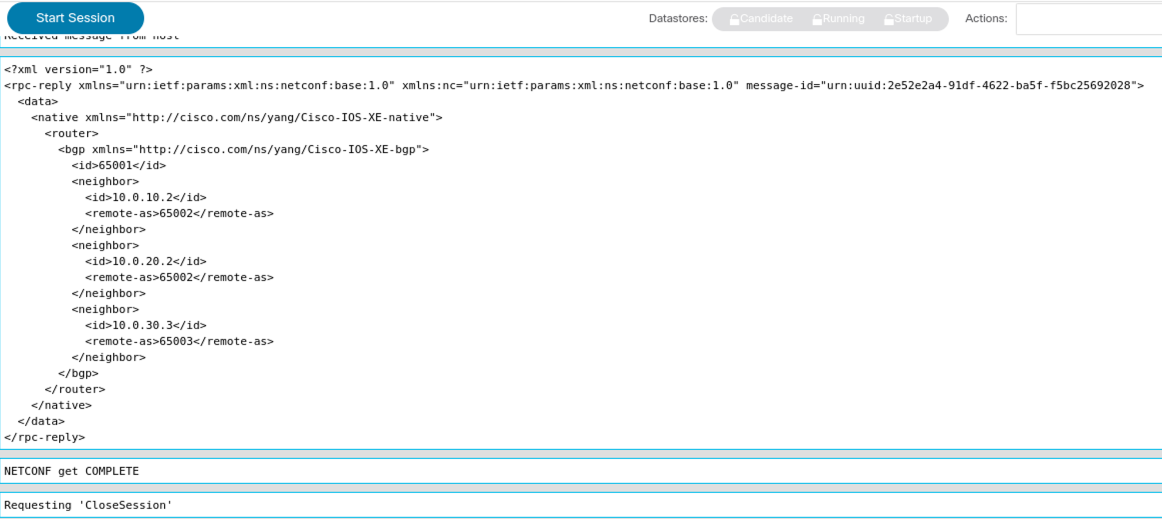 Start Session
Datastores: Candidate Running Startup Actions:
Received message from host
<?xml version="1.0" ?>
<rpc-reply xmlns="urn:ietf:params:xml:ns:netconf:base:1.0" xmlns:nc="urn:ietf:params:xml:ns:netconf:base:1.0" message-id="urn:uuid:2e52e2a4-91df-4622-ba5f-f5bc25692028">
  <data>
    <native xmlns="http://cisco.com/ns/yang/Cisco-IOS-XE-native">
      <router>
        <bgp xmlns="http://cisco.com/ns/yang/Cisco-IOS-XE-bgp">
          <id>65001</id>
          <neighbor>
            <id>10.0.10.2</id>
            <remote-as>65002</remote-as>
          </neighbor>
          <neighbor>
            <id>10.0.20.2</id>
            <remote-as>65002</remote-as>
          </neighbor>
          <neighbor>
            <id>10.0.30.3</id>
            <remote-as>65003</remote-as>
          </neighbor>
        </bgp>
      </router>
    </native>
  </data>
</rpc-reply>
NETCONF get COMPLETE
Requesting 'CloseSession'